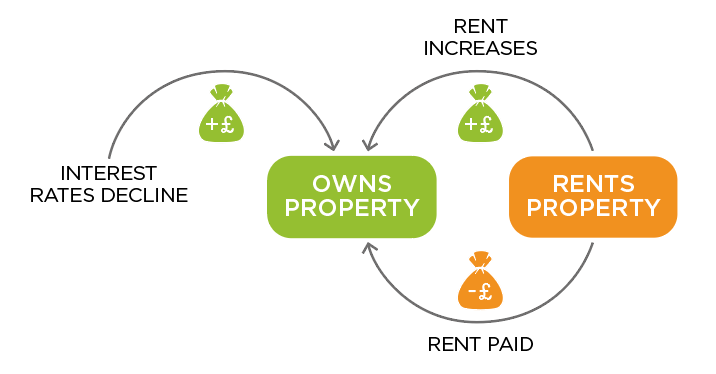 RENT
INCREASES
+£
+£
INTEREST
RATES DECLINE
OWNS
PROPERTY
RENTS
PROPERTY
-£
RENT PAID